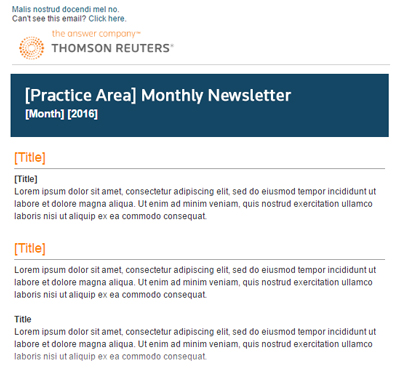 Malis nostrud docendi mel no.
Can't see this email? Click here.
the answer company™
THOMSON REUTERS®
[Practice Area] Monthly Newsletter
[Month] [2016]
[Title]
[Title]
Lorem ipsum dolor sit amet, consectetur adipiscing elit, sed do eiusmod tempor incididunt ut
labore et dolore magna aliqua. Ut enim ad minim veniam, quis nostrud exercitation ullamco
laboris nisi ut aliquip ex ea commodo consequat.
[Title]
Lorem ipsum dolor sit amet, consectetur adipiscing elit, sed do eiusmod tempor incididunt ut
labore et dolore magna aliqua. Ut enim ad minim veniam, quis nostrud exercitation ullamco
laboris nisi ut aliquip ex ea commodo consequat.
Title
Lorem ipsum dolor sit amet, consectetur adipiscing elit, sed do eiusmod tempor incididunt ut
labore et dolore magna aliqua. Ut enim ad minim veniam, quis nostrud exercitation ullamco
laboris nisi ut aliquip ex ea commodo consequat.